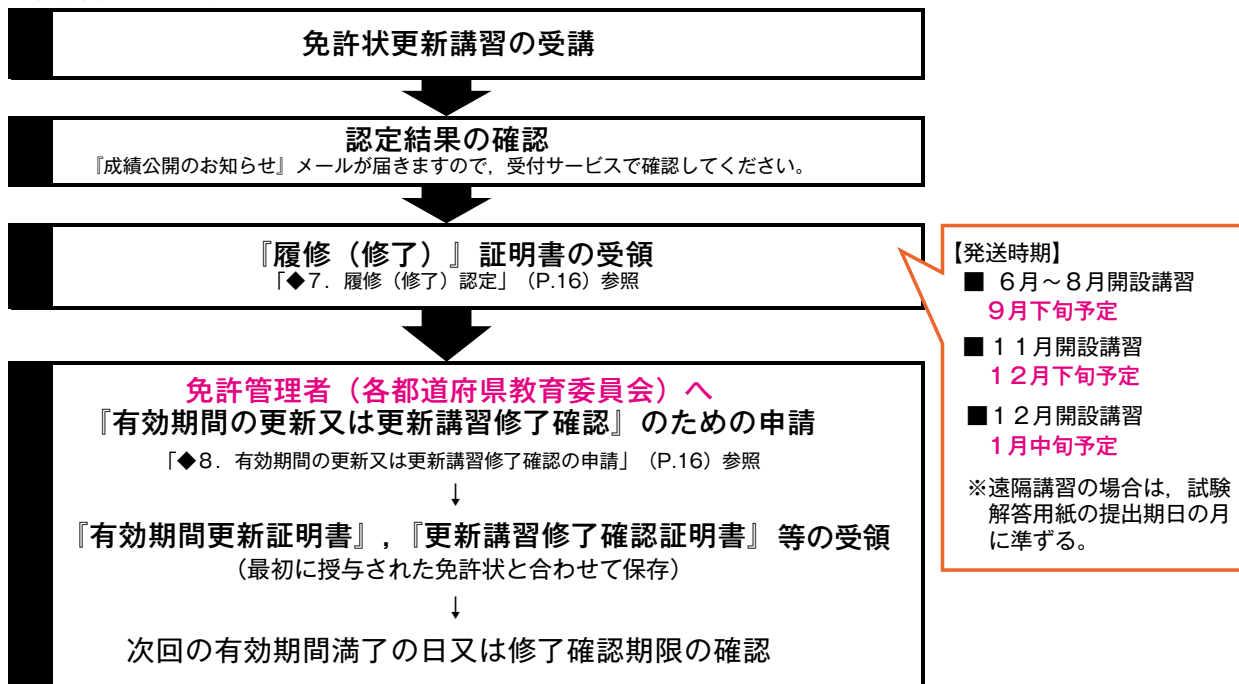 免許状更新講習の受講
認定結果の確認
『成績公開のお知らせ』メールが届きますので，受付サービスで確認してください。
『履修（修了）』証明書の受領
「◆７．履修（修了）認定」（P.16）参照
【発送時期】
■ ６月～８月開設講習
９月下旬予定
■１１月開設講習
１２月下旬予定
■１２月開設講習
１月中旬予定
※遠隔講習の場合は，試験
解答用紙の提出期日の月
に準ずる。
免許管理者（各都道府県教育委員会）へ
『有効期間の更新又は更新講習修了確認』のための申請
「◆８．有効期間の更新又は更新講習修了確認の申請」（P.16）参照
↓
『有効期間更新証明書』，『更新講習修了確認証明書』等の受領
（最初に授与された免許状と合わせて保存）
↓
次回の有効期間満了の日又は修了確認期限の確認